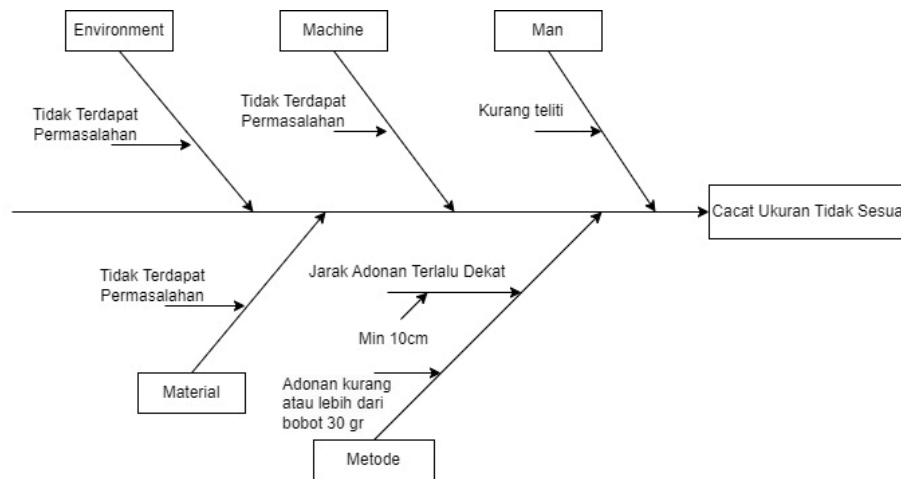 Environment
Machine
Man
Tidak Terdapat
Permasalahan
Tidak Terdapat
Permasalahan
Kurang teliti
Cacat Ukuran Tidak Sesua
Tidak Terdapat
Permasalahan
Jarak Adonan Terlalu Dekat
Min 10cm
Adonan kurang
atau lebih dari
bobot 30 gr
Material
Metode